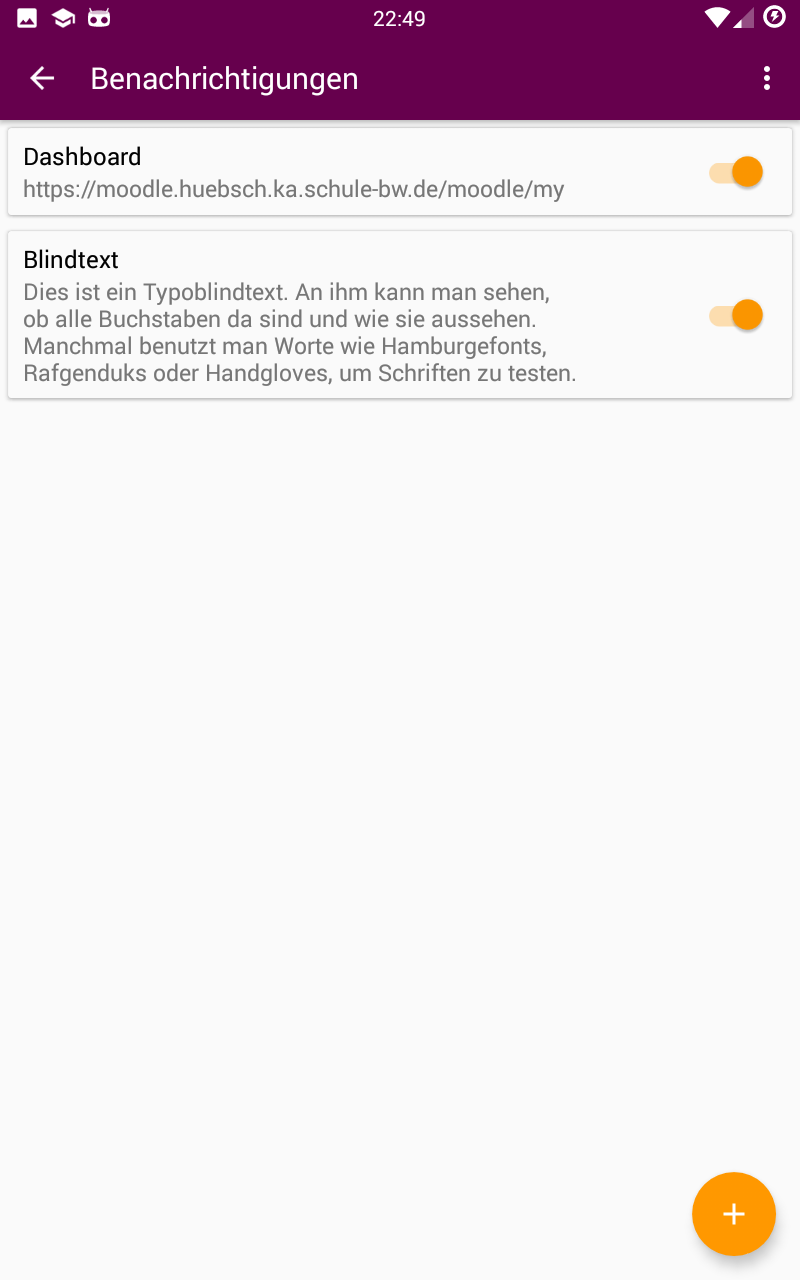 22:49
Benachrichtigungen
Dashboard
https://moodle.huebsch.ka.schule-bw.de/moodle/my
Blindtext
Dies ist ein Typoblindtext. An ihm kann man sehen,
ob alle Buchstaben da sind und wie sie aussehen.
Manchmal benutzt man Worte wie Hamburgefonts,
Rafgenduks oder Handgloves, um Schriften zu testen.